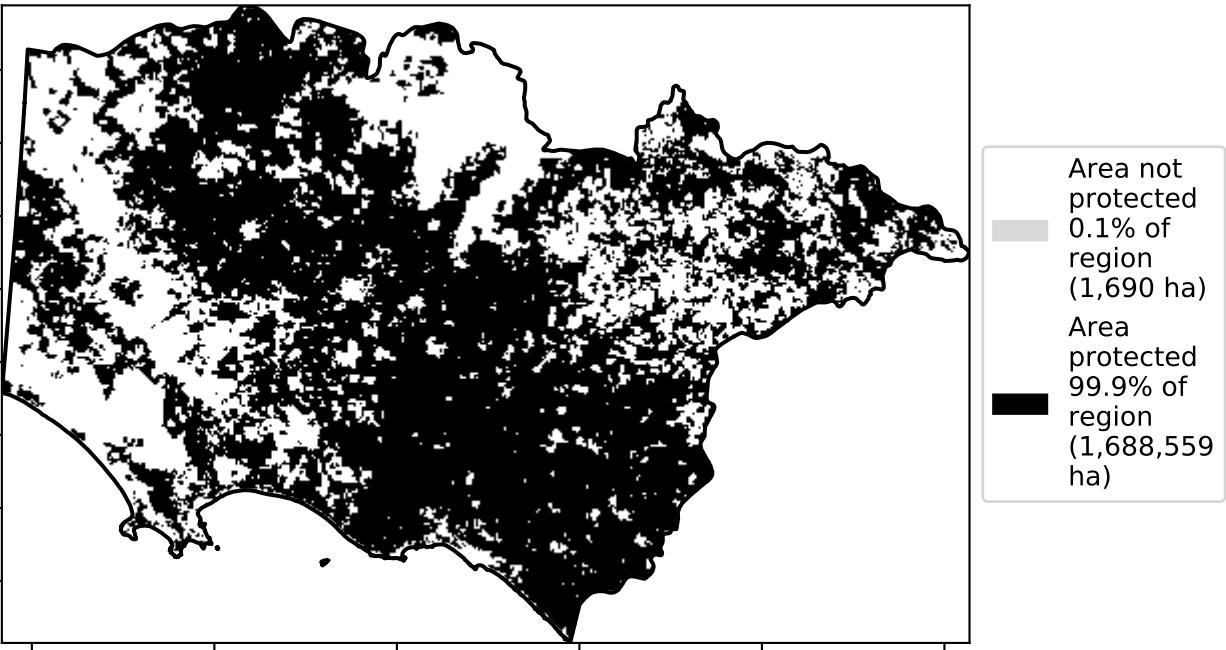 Area not
protected
0.1% of
region
(1,690 ha)
Area
protected
99.9% of
region
(1,688,559
ha)